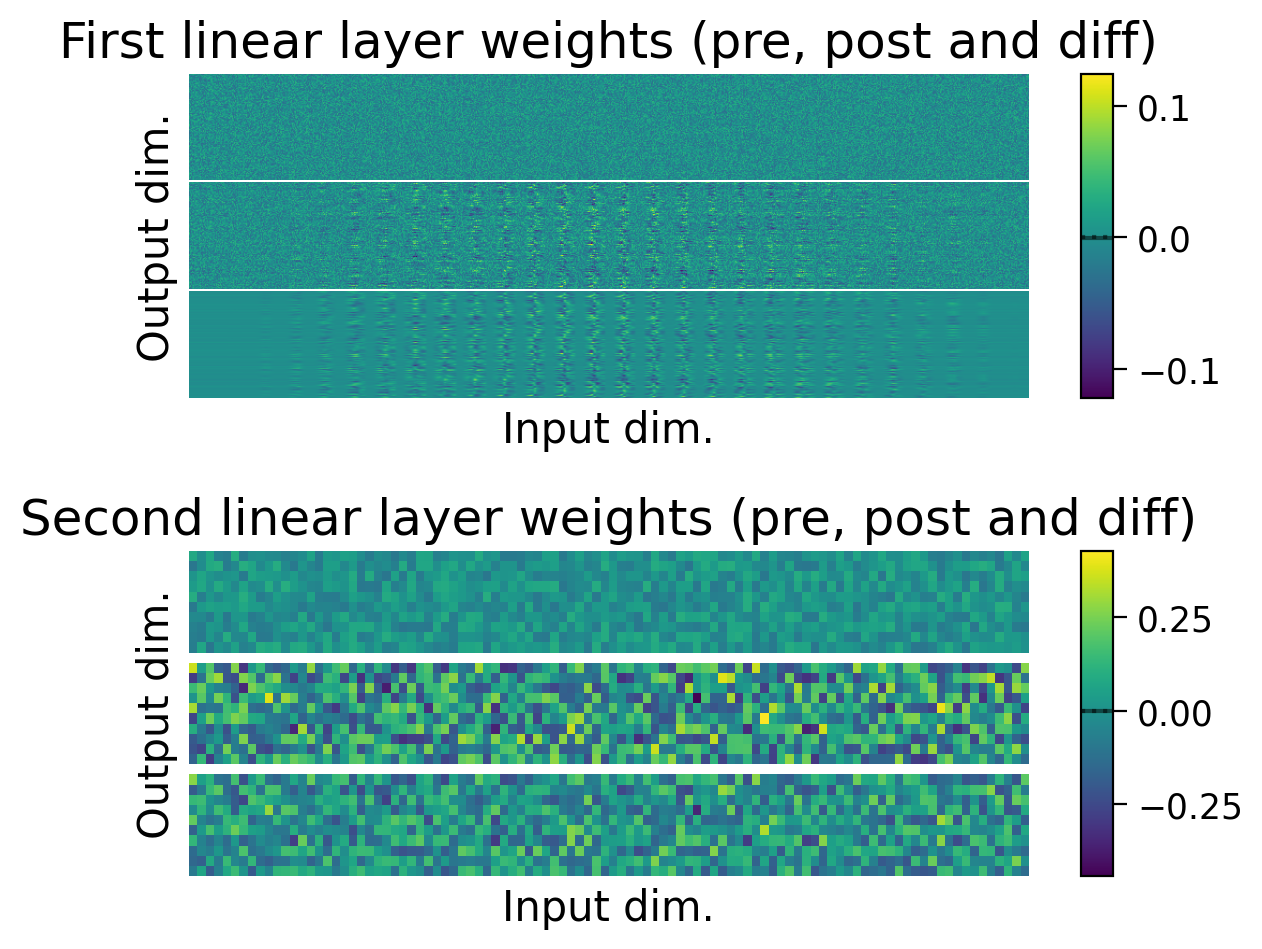 First linear layer weights (pre, post and diff)
Output dim.
0.1
0.0
−0.1
Input dim.
Second linear layer weights (pre, post and diff)
Output dim.
0.25
0.00
−0.25
Input dim.